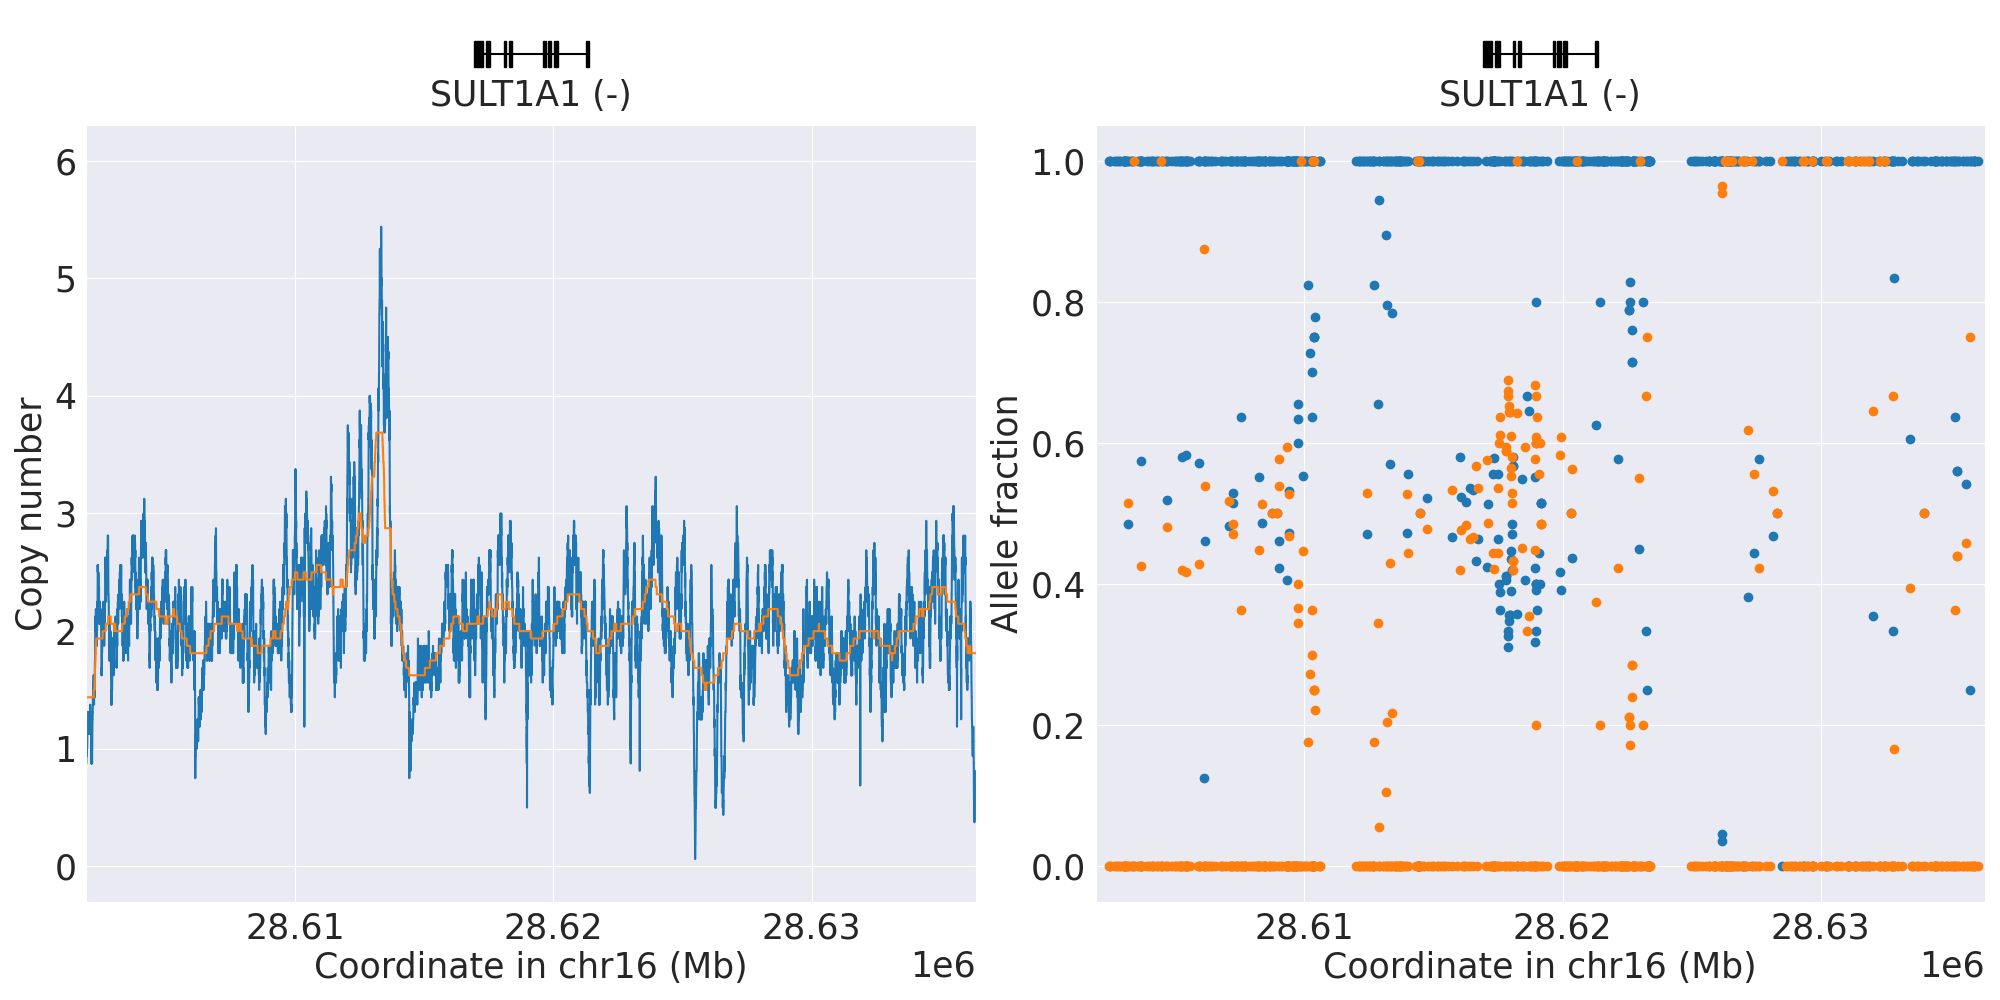 SULT1A1 (-)
6
5
4
3
2
1
0
Copy number
28.61
28.62
28.63
Coordinate in chr16 (Mb)
1e6
SULT1A1 (-)
1.0
0.8
0.6
0.4
0.2
0.0
Allele fraction
28.61
28.62
28.63
Coordinate in chr16 (Mb)
1e6